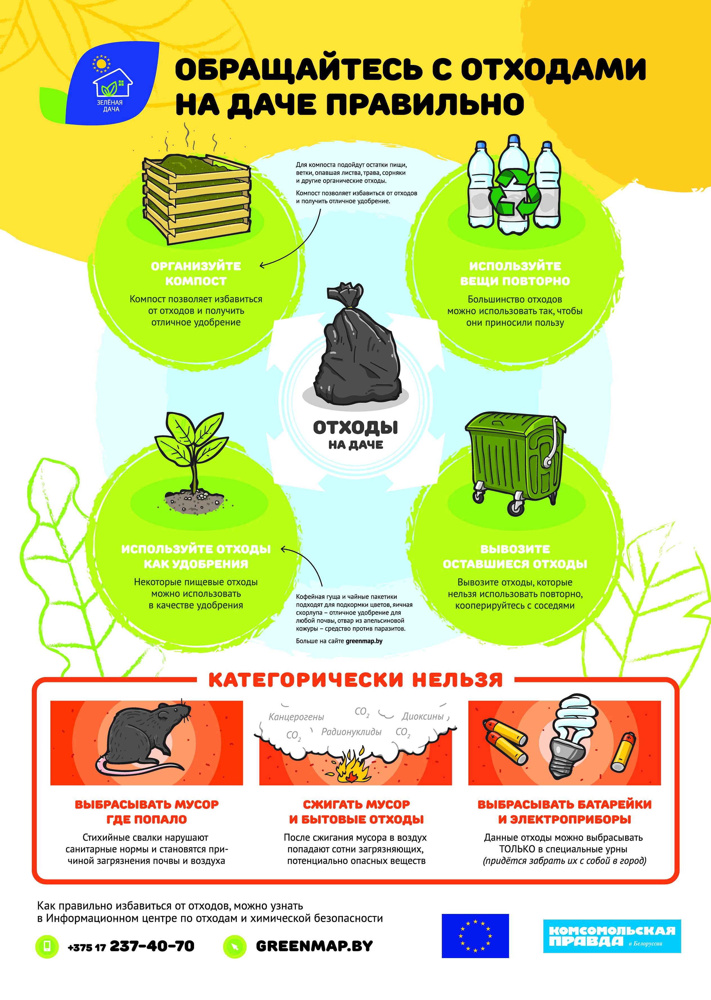 ЗЕЛЁНАЯ
ДАЧА
ОБРАЩАЙТЕСЬ С ОТХОДАМИ
НА ДАЧЕ ПРАВИЛЬНО
Для компоста подойдут остатки пищи,
ветки, опавшая листва, трава, сорняки
и другие органические отходы.
Компост позволяет избавиться от отходов
и получить отличное удобрение.
ОРГАНИЗУЙТЕ
КОМПОСТ
Компост позволяет избавиться
от отходов и получить
отличное удобрение
ИСПОЛЬЗУЙТЕ
ВЕЩИ ПОВТОРНО
Большинство отходов
можно использовать так, чтобы
они приносили пользу
ОТХОДЫ
НА ДАЧЕ
ИСПОЛЬЗУЙТЕ ОТХОДЫ
КАК УДОБРЕНИЯ
Некоторые пищевые отходы
можно использовать
в качестве удобрения
ВЫВОЗИТЕ
ОСТАВШИЕСЯ ОТХОДЫ
Вывозите отходы, которые
нельзя использовать повторно,
кооперируйтесь с соседями
Кофейная гуща и чайные пакетики
подходят для подкормки цветов, яичная
скорлупа – отличное удобрение для
любой почвы, отвар из апельсиновой
кожуры – средство против паразитов.
Больше на сайте greenmap.by
КАТЕГОРИЧЕСКИ НЕЛЬЗЯ
Канцерогены CO2 Диоксины
CO2 Радионуклиды CO2
ВЫБРАСЫВАТЬ МУСОР
ГДЕ ПОПАЛО
Стихийные свалки нарушают
санитарные нормы и становятся при-
чиной загрязнения почвы и воздуха
СЖИГАТЬ МУСОР
И БЫТОВЫЕ ОТХОДЫ
После сжигания мусора в воздух
попадают сотни загрязняющих,
потенциально опасных веществ
ВЫБРАСЫВАТЬ БАТАРЕЙКИ
И ЭЛЕКТРОПРИБОРЫ
Данные отходы можно выбрасывать
ТОЛЬКО в специальные урны
(придётся забрать их с собой в город)
Как правильно избавиться от отходов, можно узнать
в Информационном центре по отходам и химической безопасности
+375 17 237-40-70
GREENMAP.BY
КОМСОМОЛЬСКАЯ
ПРАВДА в Белоруссии